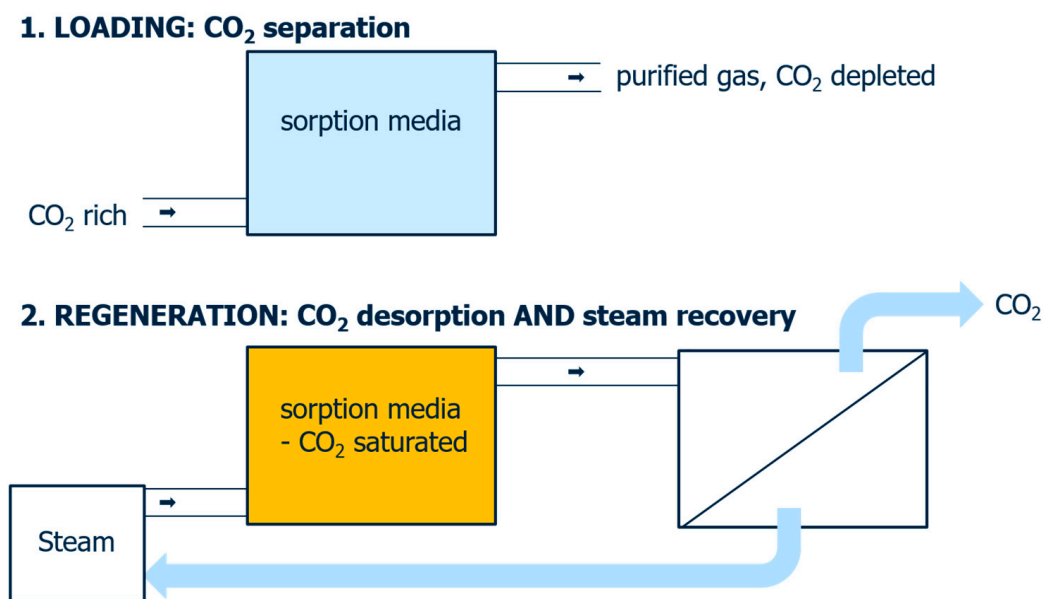 1. LOADING: CO₂ separation
purified gas, CO₂ depleted
sorption media
CO₂ rich
2. REGENERATION: CO₂ desorption AND steam recovery
CO₂
sorption media
- CO₂ saturated
Steam